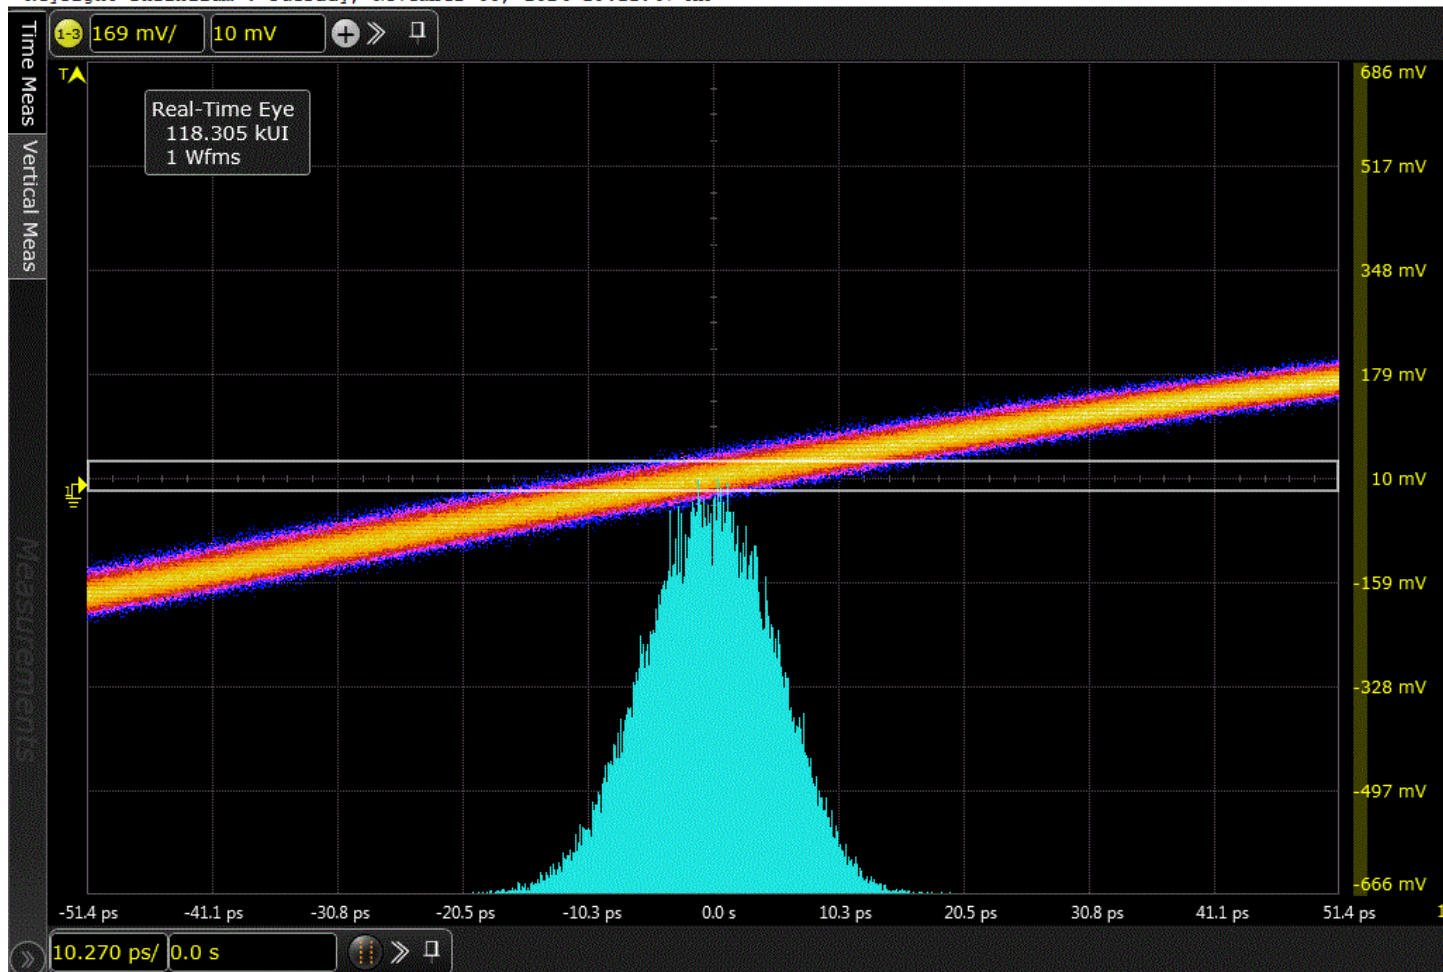 1-3 169 mV/ 10 mV
Time Meas
Vertical Meas
Measurements
T
Real-Time Eye
118.305 kUI
1 Wfms
686 mV
517 mV
348 mV
179 mV
10 mV
-159 mV
-328 mV
-497 mV
-666 mV
-51.4 ps -41.1 ps -30.8 ps -20.5 ps -10.3 ps 0.0 s 10.3 ps 20.5 ps 30.8 ps 41.1 ps 51.4 ps
10.270 ps/ 0.0 s